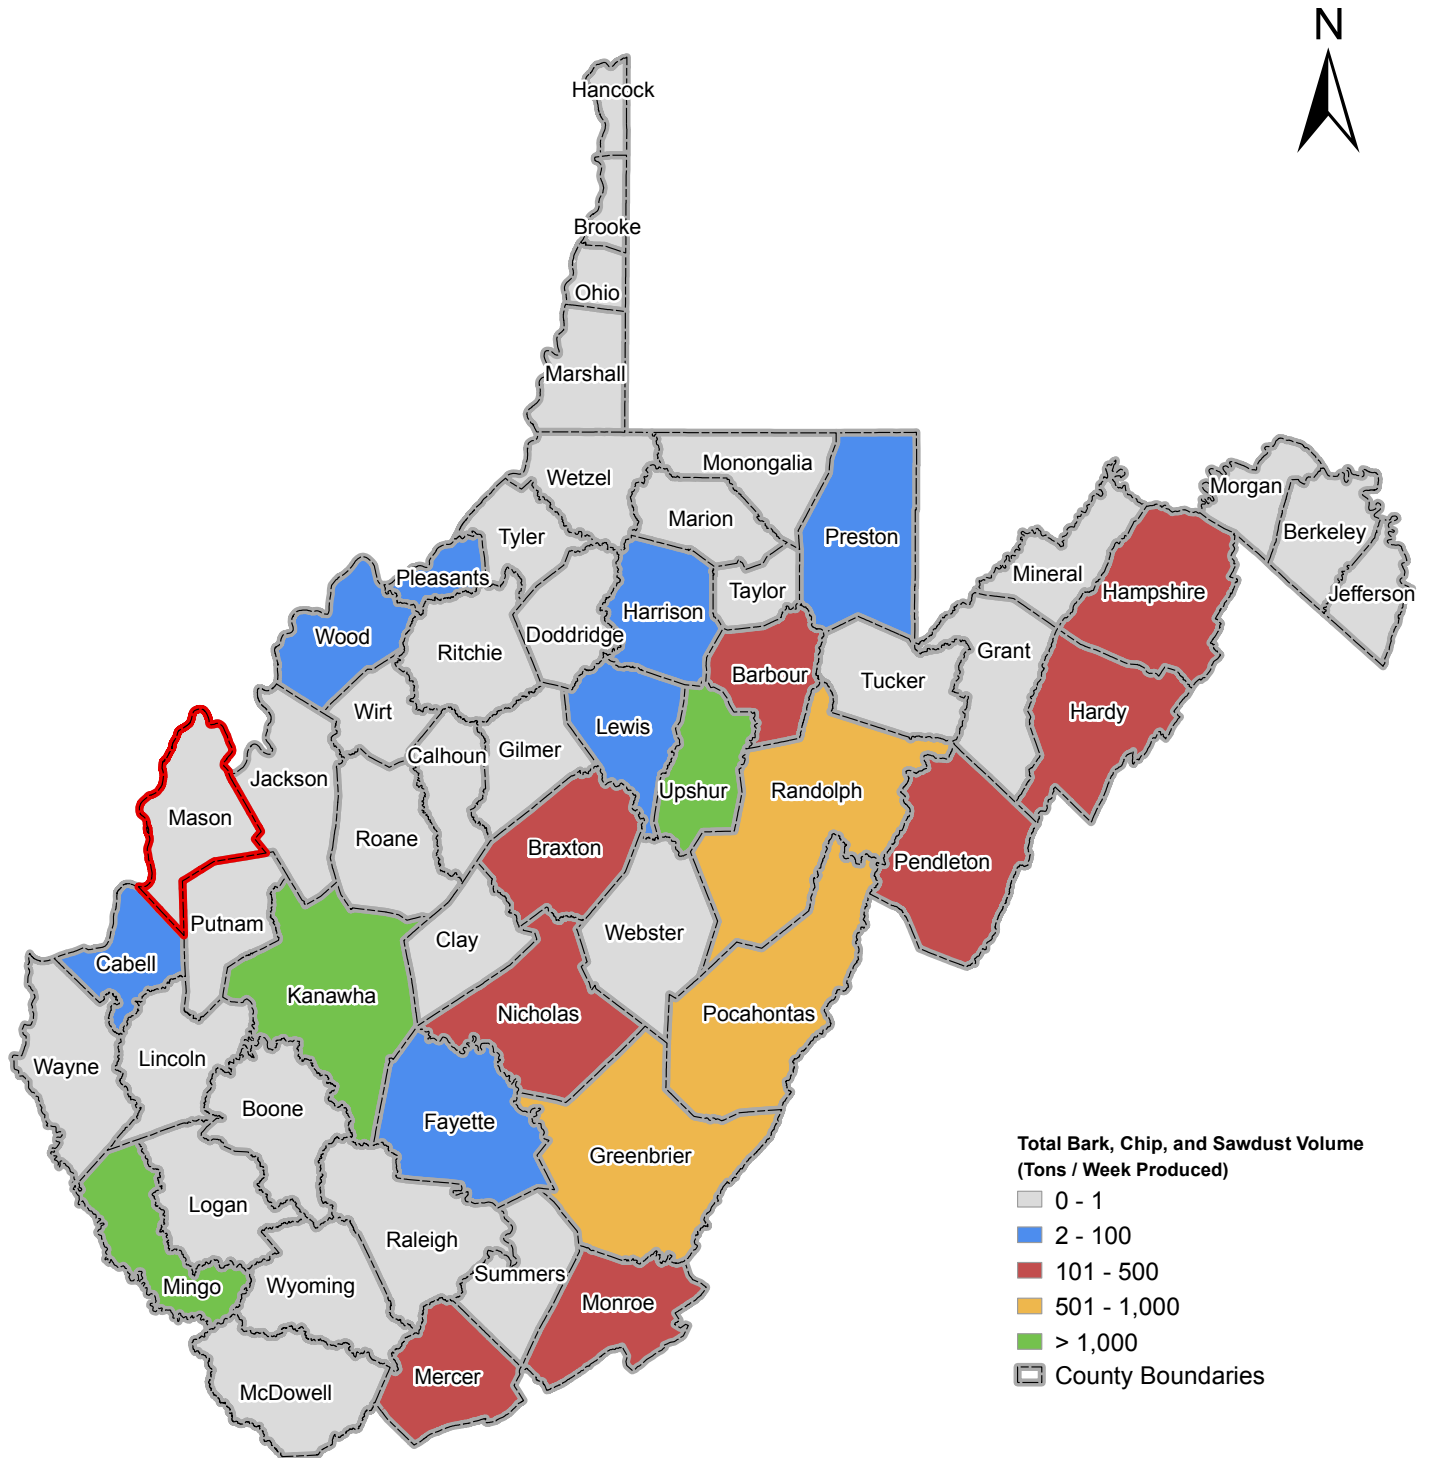 N
Hancock
Brooke
Ohio
Marshall
Wetzel
Monongalia
Marion
Tyler
Preston
Morgan
Berkeley
Jefferson
Mineral
Hampshire
Pleasants
Taylor
Harrison
Doddridge
Wood
Ritchie
Grant
Barbour
Tucker
Hardy
Wirt
Lewis
Gilmer
Calhoun
Jackson
Upshur
Randolph
Mason
Roane
Braxton
Pendleton
Putnam
Webster
Clay
Cabell
Kanawha
Nicholas
Pocahontas
Wayne
Lincoln
Boone
Fayette
Greenbrier
Logan
Raleigh
Summers
Mingo
Wyoming
Monroe
Mercer
McDowell
Total Bark, Chip, and Sawdust Volume
(Tons / Week Produced)
0 - 1
2 - 100
101 - 500
501 - 1,000
> 1,000
County Boundaries